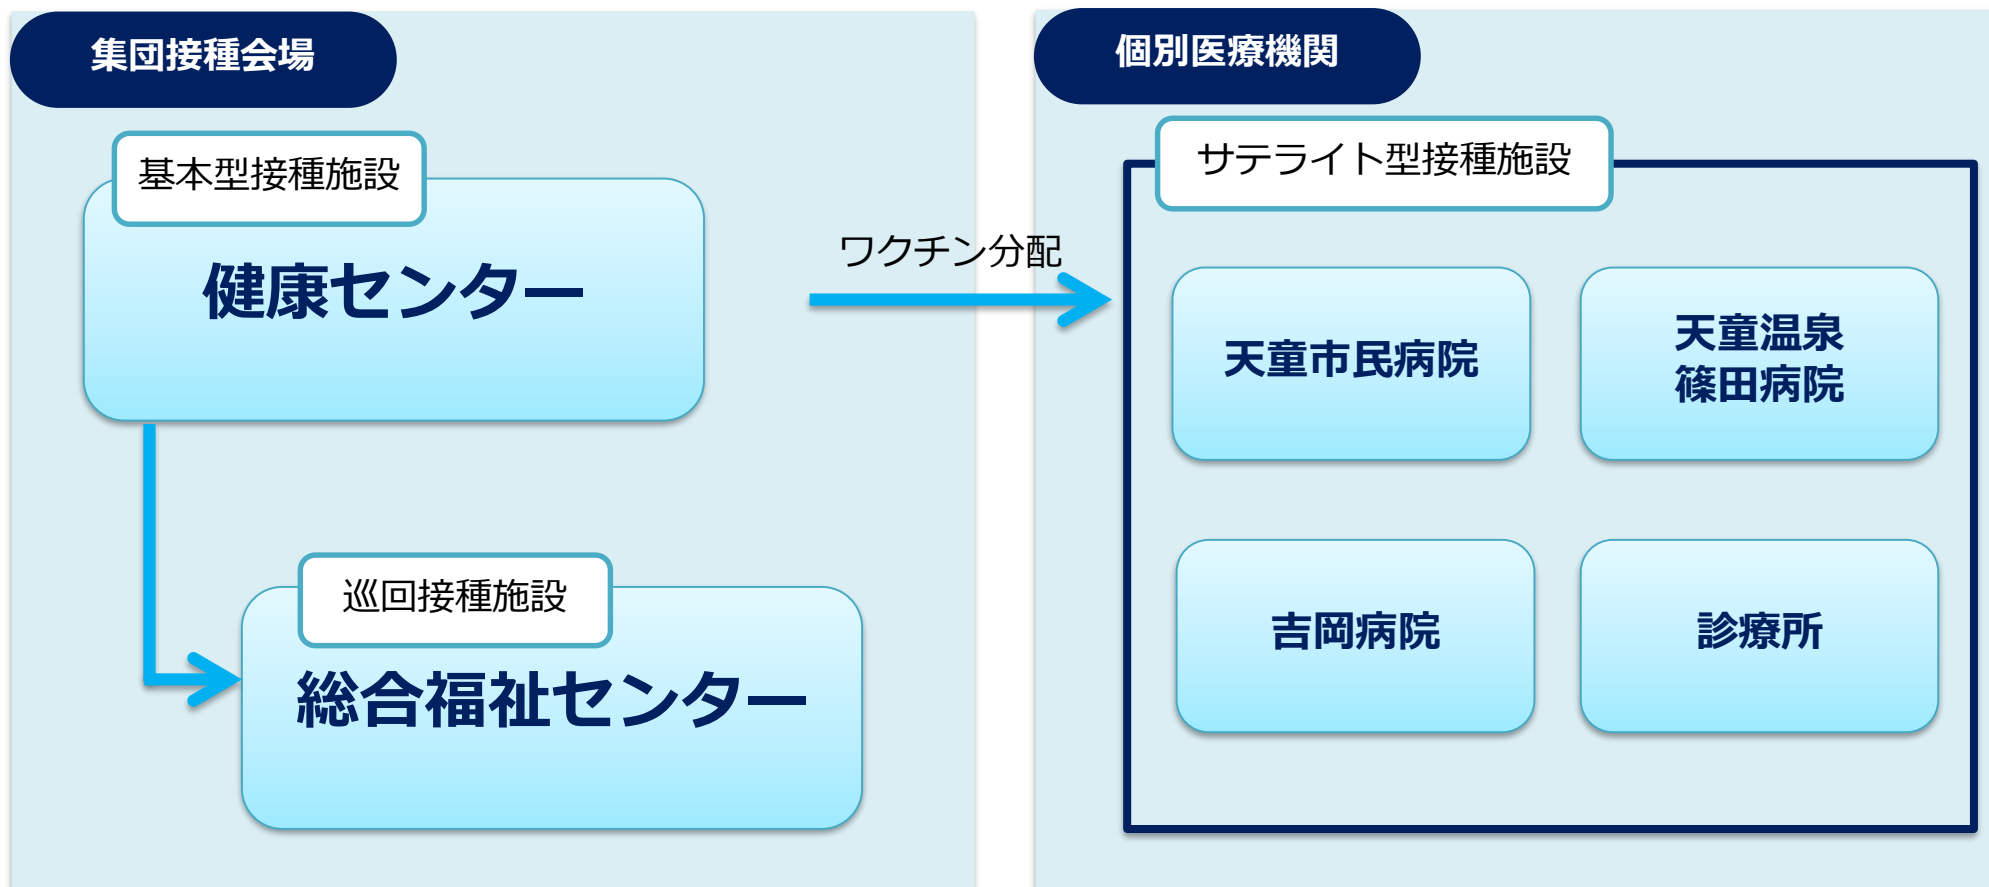 集団接種会場
基本型接種施設
健康センター
巡回接種施設
総合福祉センター
ワクチン分配
個別医療機関
サテライト型接種施設
天童市民病院
天童温泉
篠田病院
吉岡病院
診療所